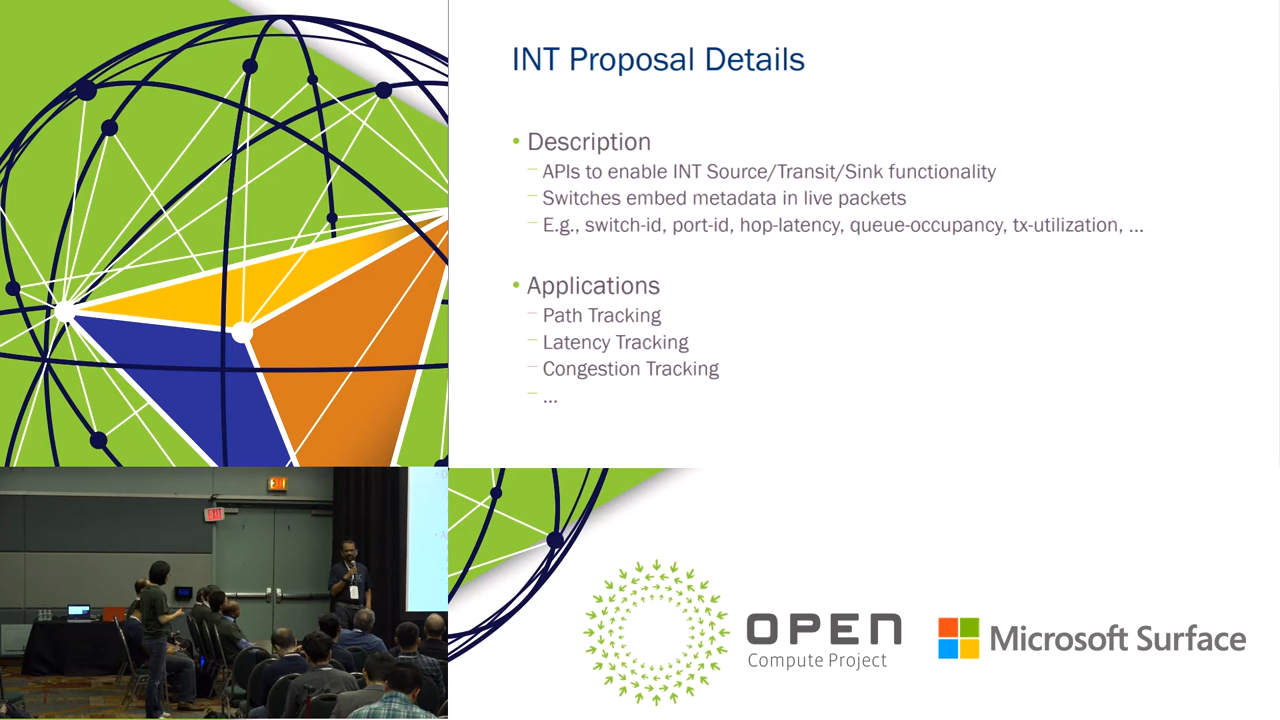 INT Proposal Details
• Description
– APIs to enable INT Source/Transit/Sink functionality
– Switches embed metadata in live packets
– E.g., switch-id, port-id, hop-latency, queue-occupancy, tx-utilization, ...
• Applications
– Path Tracking
– Latency Tracking
– Congestion Tracking
– ...
OPEN
Compute Project
Microsoft Surface